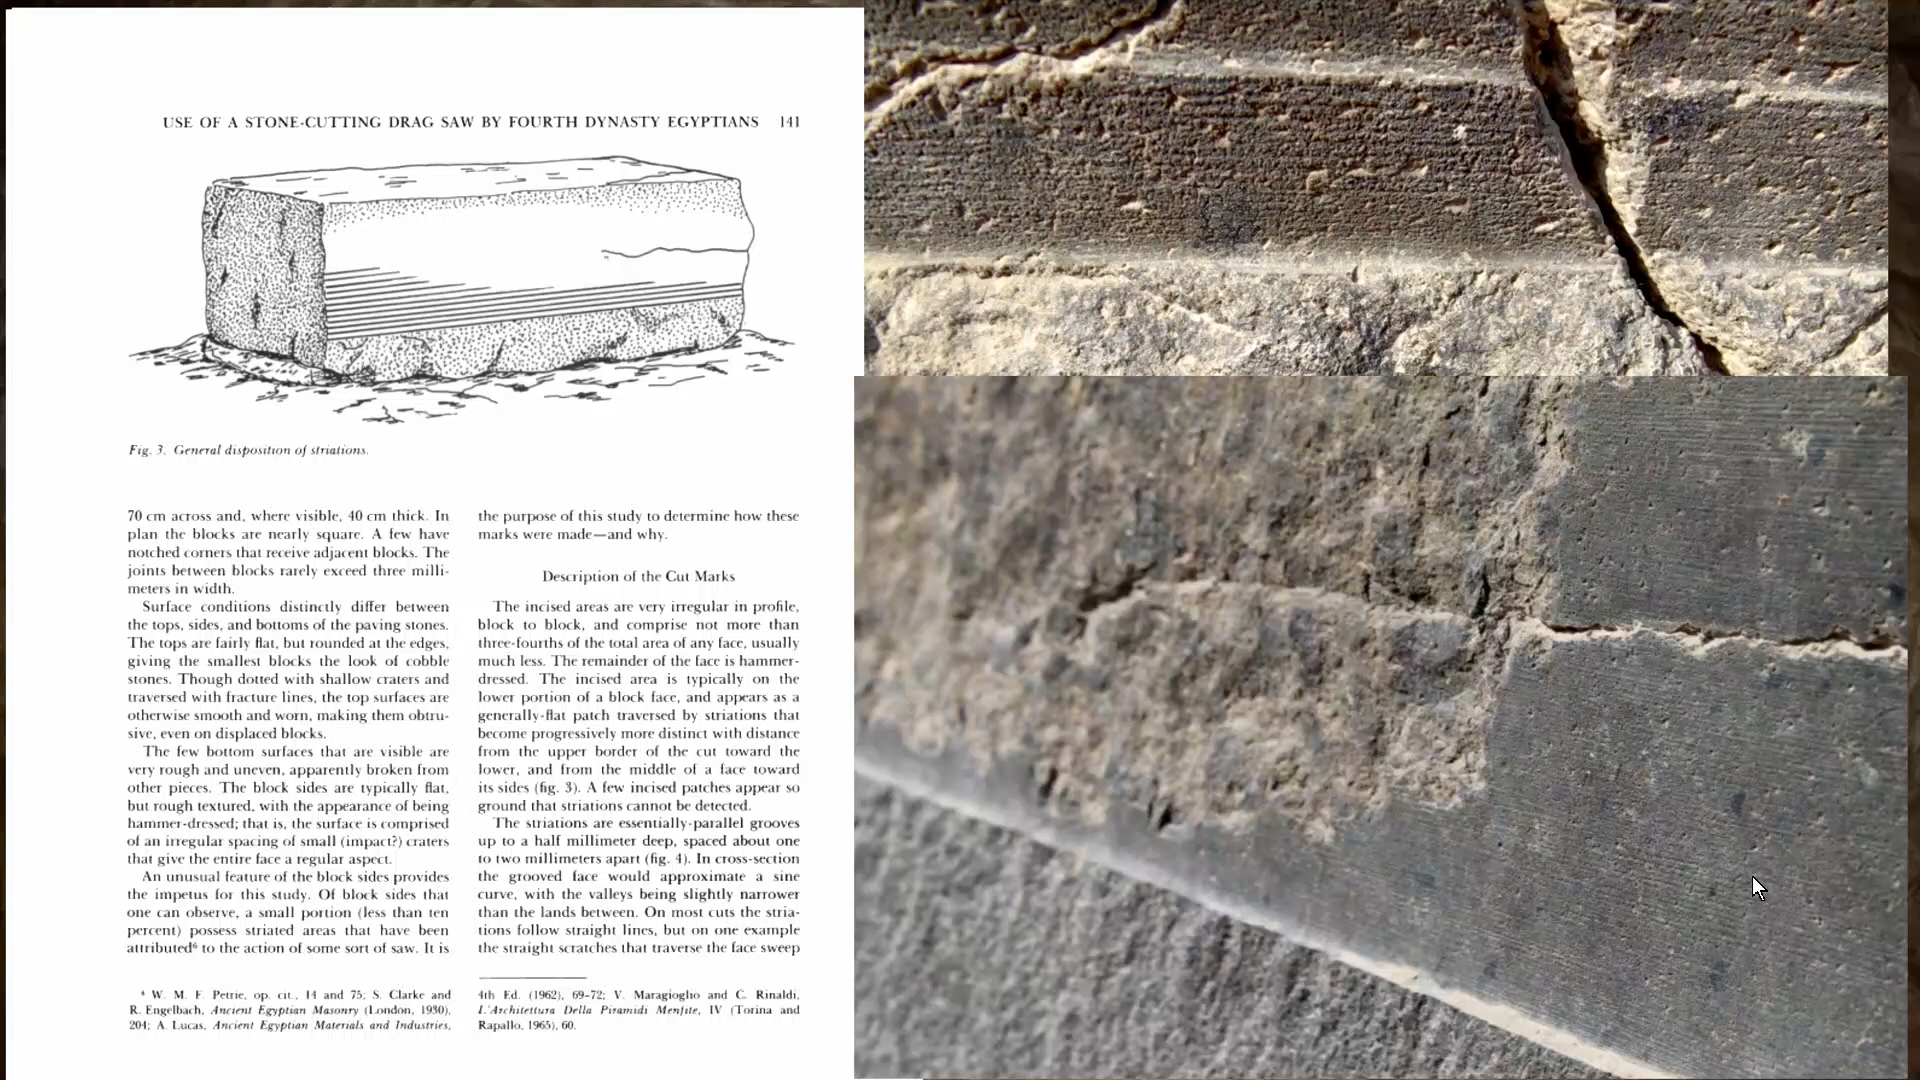 USE OF A STONE-CUTTING DRAG SAW BY FOURTH DYNASTY EGYPTIANS 141
Fig. 3. General disposition of striations.
70 cm across and, where visible, 40 cm thick. In
plan the blocks are nearly square. A few have
notched corners that receive adjacent blocks. The
joints between blocks rarely exceed three milli-
meters in width.
Surface conditions distinctly differ between
the tops, sides, and bottoms of the paving stones.
The tops are fairly flat, but rounded at the edges,
giving the smallest blocks the look of cobble
stones. Though dotted with shallow craters and
traversed with fracture lines, the top surfaces are
otherwise smooth and worn, making them obtru-
sive, even on displaced blocks.
The few bottom surfaces that are visible are
very rough and uneven, apparently broken from
other pieces. The block sides are typically flat,
but rough textured, with the appearance of being
hammer-dressed; that is, the surface is comprised
of an irregular spacing of small (impact?) craters
that give the entire face a regular aspect.
An unusual feature of the block sides provides
the impetus for this study. Of block sides that
one can observe, a small portion (less than ten
percent) possess striated areas that have been
attributed⁶ to the action of some sort of saw. It is
⁶ W. M. F. Petrie, op. cit., 14 and 75; S. Clarke and
R. Engelbach, Ancient Egyptian Masonry (London, 1930),
204; A. Lucas, Ancient Egyptian Materials and Industries,
the purpose of this study to determine how these
marks were made—and why.
Description of the Cut Marks
The incised areas are very irregular in profile,
block to block, and comprise not more than
three-fourths of the total area of any face, usually
much less. The remainder of the face is hammer-
dressed. The incised area is typically on the
lower portion of a block face, and appears as a
generally-flat patch traversed by striations that
become progressively more distinct with distance
from the upper border of the cut toward the
lower, and from the middle of a face toward
its sides (fig. 3). A few incised patches appear so
ground that striations cannot be detected.
The striations are essentially-parallel grooves
up to a half millimeter deep, spaced about one
to two millimeters apart (fig. 4). In cross-section
the grooved face would approximate a sine
curve, with the valleys being slightly narrower
than the lands between. On most cuts the stria-
tions follow straight lines, but on one example
the straight scratches that traverse the face sweep
4th Ed. (1962), 69–72; V. Maragioglio and C. Rinaldi,
L'Architettura Della Piramidi Menfite, IV (Torina and
Rapallo, 1965), 60.